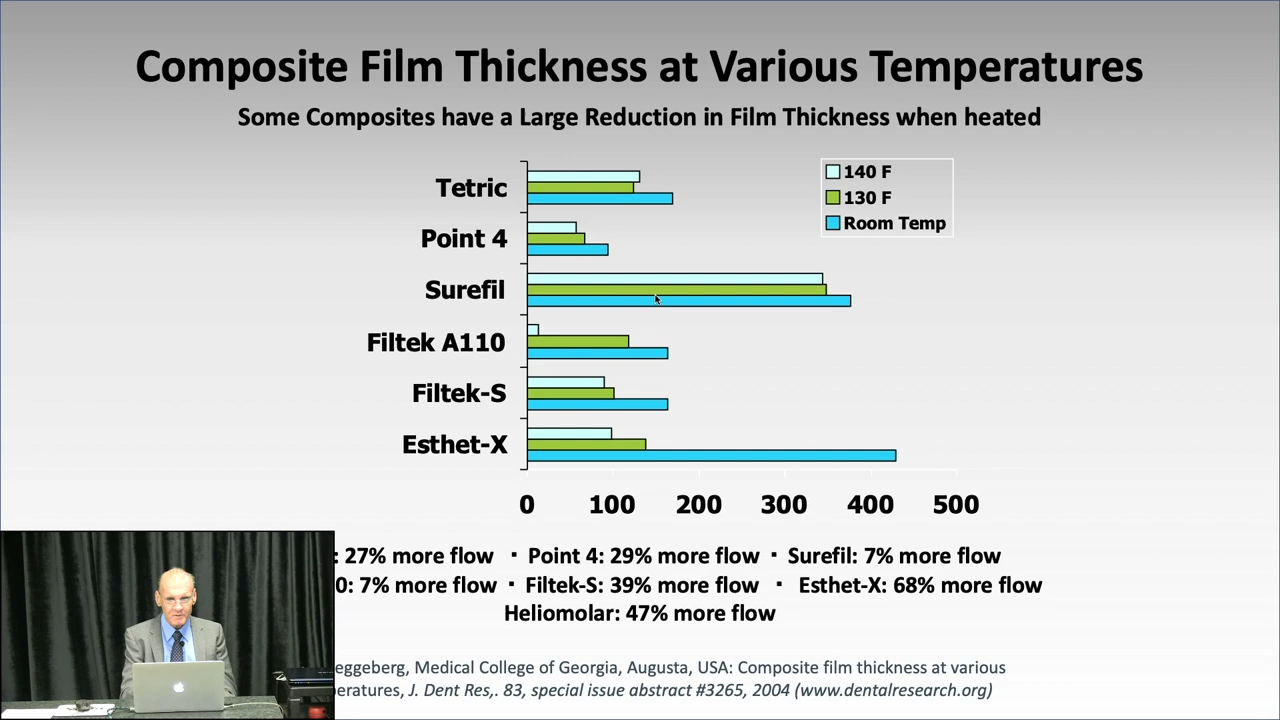 Composite Film Thickness at Various Temperatures
Some Composites have a Large Reduction in Film Thickness when heated
140 F
130 F
Room Temp
Tetric
Point 4
Surefil
Filtek A110
Filtek-S
Esthet-X
0 100 200 300 400 500
: 27% more flow ▪ Point 4: 29% more flow ▪ Surefil: 7% more flow
0: 7% more flow ▪ Filtek-S: 39% more flow ▪ Esthet-X: 68% more flow
Heliomolar: 47% more flow
eggeberg, Medical College of Georgia, Augusta, USA: Composite film thickness at various
peratures, J. Dent Res,. 83, special issue abstract #3265, 2004 (www.dentalresearch.org)